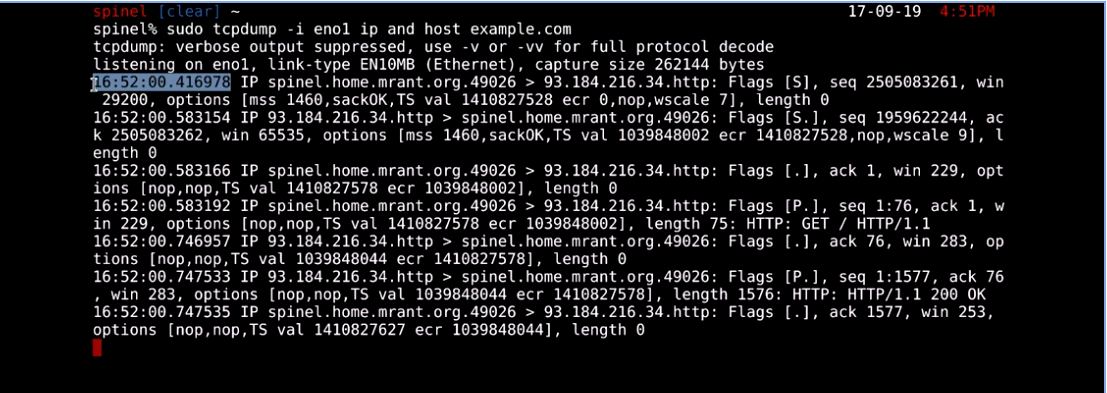 spinel [clear] ~ 17-09-19 4:51PM
spinel% sudo tcpdump -i eno1 ip and host example.com
tcpdump: verbose output suppressed, use -v or -vv for full protocol decode
listening on eno1, link-type EN10MB (Ethernet), capture size 262144 bytes
16:52:00.416978 IP spinel.home.mrant.org.49026 > 93.184.216.34.http: Flags [S], seq 2505083261, win
 29200, options [mss 1460,sackOK,TS val 1410827528 ecr 0,nop,wscale 7], length 0
16:52:00.583154 IP 93.184.216.34.http > spinel.home.mrant.org.49026: Flags [S.], seq 1959622244, ac
k 2505083262, win 65535, options [mss 1460,sackOK,TS val 1039848002 ecr 1410827528,nop,wscale 9], l
ength 0
16:52:00.583166 IP spinel.home.mrant.org.49026 > 93.184.216.34.http: Flags [.], ack 1, win 229, opt
ions [nop,nop,TS val 1410827578 ecr 1039848002], length 0
16:52:00.583192 IP spinel.home.mrant.org.49026 > 93.184.216.34.http: Flags [P.], seq 1:76, ack 1, w
in 229, options [nop,nop,TS val 1410827578 ecr 1039848002], length 75: HTTP: GET / HTTP/1.1
16:52:00.746957 IP 93.184.216.34.http > spinel.home.mrant.org.49026: Flags [.], ack 76, win 283, op
tions [nop,nop,TS val 1039848044 ecr 1410827578], length 0
16:52:00.747533 IP 93.184.216.34.http > spinel.home.mrant.org.49026: Flags [P.], seq 1:1577, ack 76
, win 283, options [nop,nop,TS val 1039848044 ecr 1410827578], length 1576: HTTP: HTTP/1.1 200 OK
16:52:00.747535 IP spinel.home.mrant.org.49026 > 93.184.216.34.http: Flags [.], ack 1577, win 253,
options [nop,nop,TS val 1410827627 ecr 1039848044], length 0